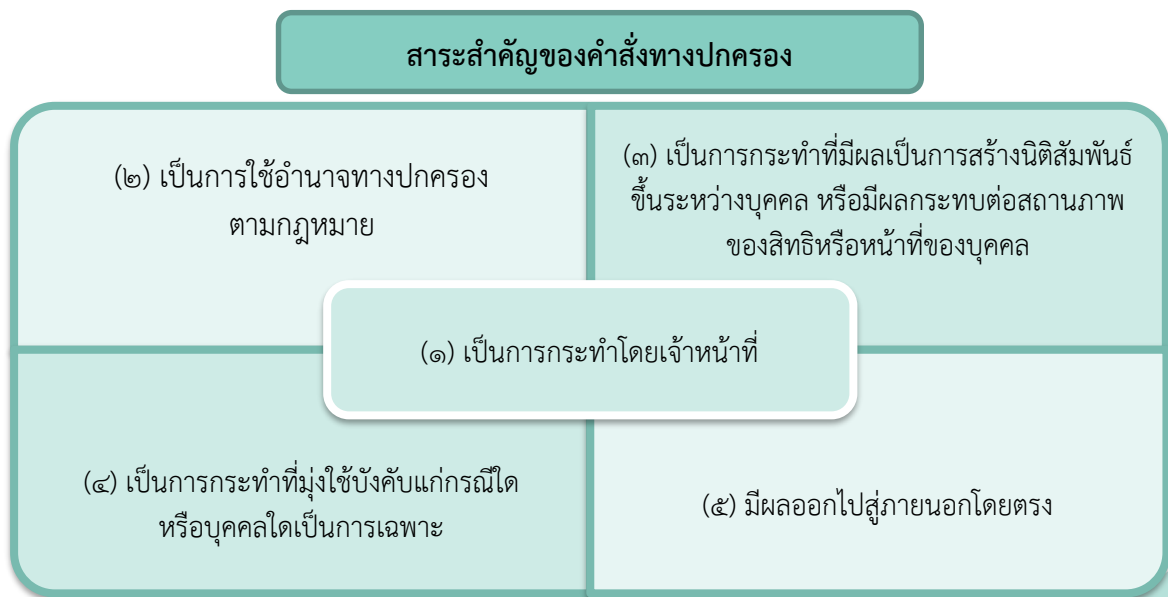 สาระสำคัญของคำสั่งทางปกครอง
(๒) เป็นการใช้อำนาจทางปกครอง
ตามกฎหมาย
(๓) เป็นการกระทำที่มีผลเป็นการสร้างนิติสัมพันธ์
ขึ้นระหว่างบุคคล หรือมีผลกระทบต่อสถานภาพ
ของสิทธิหรือหน้าที่ของบุคคล
(๑) เป็นการกระทำโดยเจ้าหน้าที่
(๔) เป็นการกระทำที่มุ่งใช้บังคับแก่กรณีใด
หรือบุคคลใดเป็นการเฉพาะ
(๕) มีผลออกไปสู่ภายนอกโดยตรง